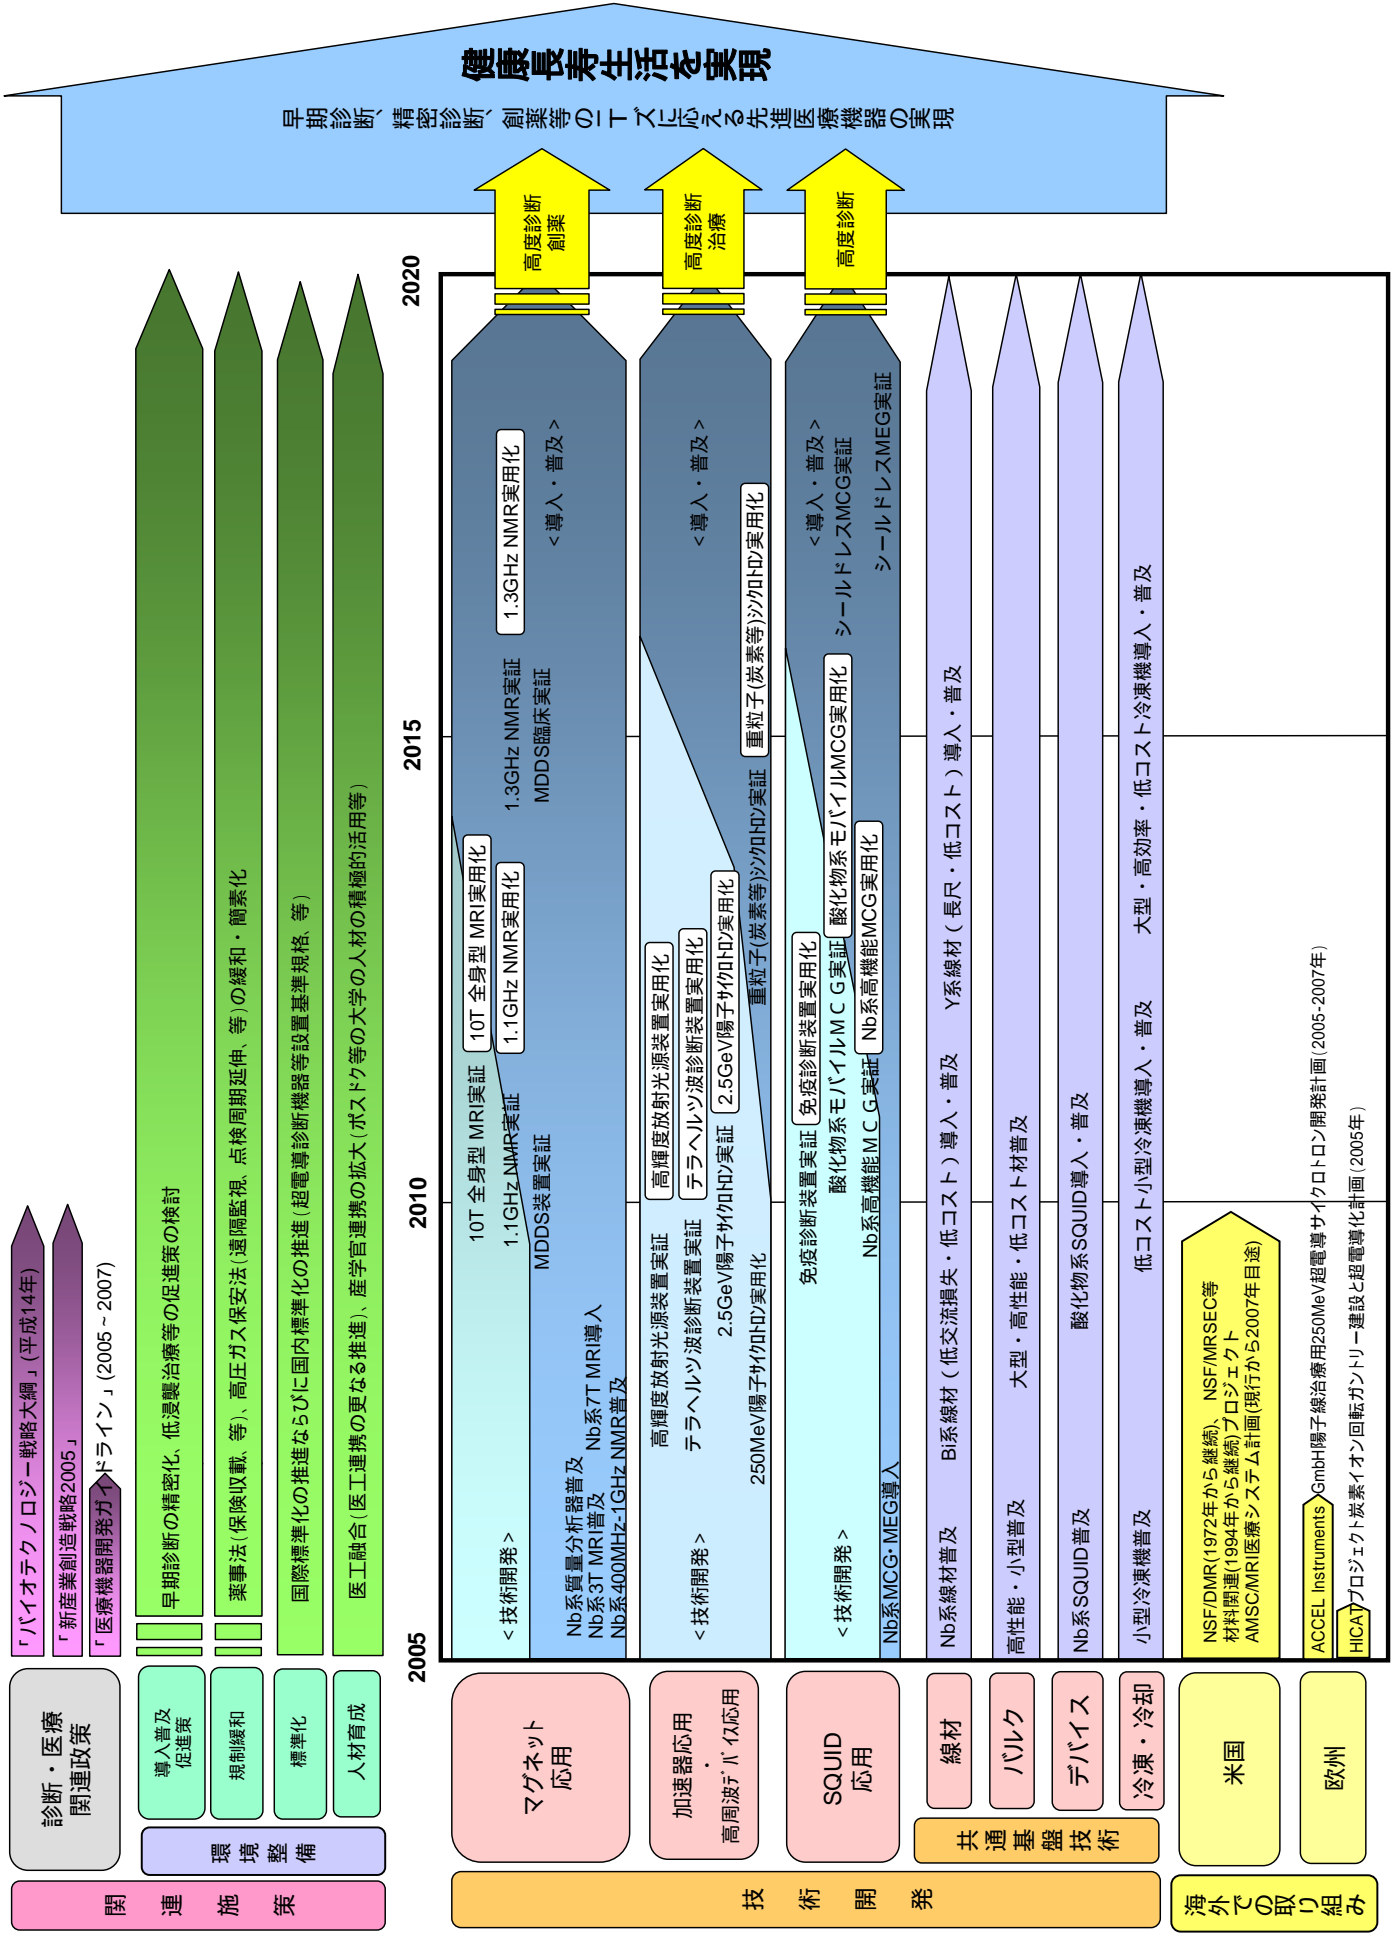 健康長寿生活を実現
早期診断、精密診断、創薬等のニーズに応える先進医療機器の実現
関連施策
診断・医療
関連政策
「バイオテクノロジー戦略大綱」(平成14年)
「新産業創造戦略2005」
「医療機器開発ガイドライン」(2005~2007)
環境整備
導入普及
促進策
早期診断の精密化、低浸襲治療等の促進策の検討
規制緩和
薬事法(保険収載、等)、高圧ガス保安法(遠隔監視、点検周期延伸、等)の緩和・簡素化
標準化
国際標準化の推進ならびに国内標準化の推進(超電導診断機器等設置基準規格、等)
人材育成
医工融合(医工連携の更なる推進)、産学官連携の拡大(ポスドク等の大学の人材の積極的活用等)
2005
2010
2015
2020
技術開発
マグネット
応用
<技術開発>
10T 全身型 MRI実証
10T 全身型 MRI実用化
1.1GHz NMR実証
1.1GHz NMR実用化
1.3GHz NMR実証
1.3GHz NMR実用化
MDDS装置実証
MDDS臨床実証
<導入・普及>
Nb系質量分析器普及
Nb系3T MRI普及
Nb系7T MRI導入
Nb系400MHz-1GHz NMR普及
高度診断
創薬
加速器応用
・
高周波デバイス応用
<技術開発>
高輝度放射光源装置実証
高輝度放射光源装置実用化
テラヘルツ波診断装置実証
テラヘルツ波診断装置実用化
2.5GeV陽子サイクロトロン実証
2.5GeV陽子サイクロトロン実用化
250MeV陽子サイクロトロン実用化
重粒子(炭素等)シンクロトロン実証
重粒子(炭素等)シンクロトロン実用化
<導入・普及>
高度診断
治療
SQUID
応用
<技術開発>
免疫診断装置実証
免疫診断装置実用化
酸化物系モバイルMCG実証
酸化物系モバイルMCG実用化
Nb系高機能MCG実証
Nb系高機能MCG実用化
Nb系MCG・MEG導入
<導入・普及>
シールドレスMCG実証
シールドレスMEG実証
高度診断
共通基盤技術
線材
Nb系線材普及
Bi系線材(低交流損失・低コスト)導入・普及
Y系線材(長尺・低コスト)導入・普及
バルク
高性能・小型普及
大型・高性能・低コスト材普及
デバイス
Nb系SQUID普及
酸化物系SQUID導入・普及
冷凍・冷却
小型冷凍機普及
低コスト小型冷凍機導入・普及
大型・高効率・低コスト冷凍機導入・普及
海外での取り組み
米国
NSF/DMR(1972年から継続)、 NSF/MRSEC等
材料関連(1994年から継続)プロジェクト
AMSC/MRI医療システム計画(現行から2007年目途)
欧州
ACCEL Instruments GmbH陽子線治療用250MeV超電導サイクロトロン開発計画(2005-2007年)
HICATプロジェクト炭素イオン回転ガントリー建設と超電導化計画(2005年)